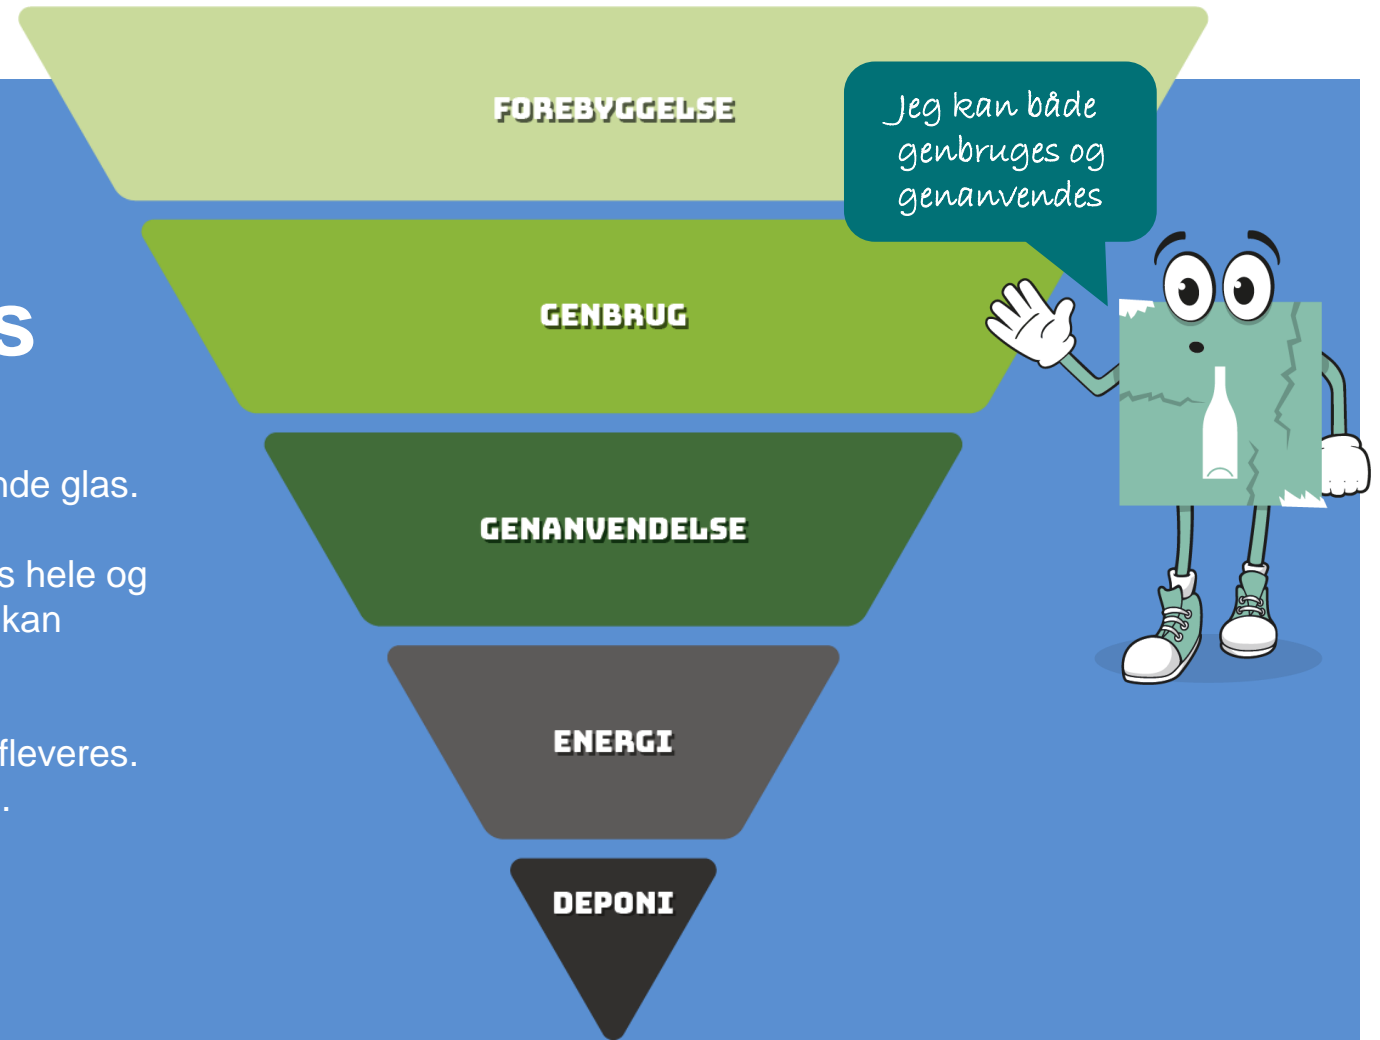 FOREBYGGELSE
Jeg kan både
genbruges og
genanvendes
GENBRUG
s
nde glas.
GENANVENDELSE
s hele og
kan
ENERGI
fleveres.
.
DEPONI